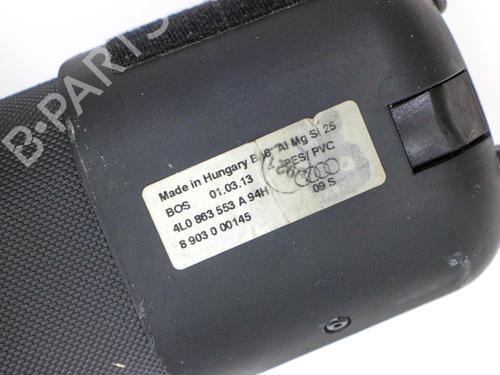 B-PARTS
Made in Hungary Al Mg Si 25
BOS 01.03.13 PES/ PVC
4L0 863 553 A 94H 09 S
8 903 0 00145